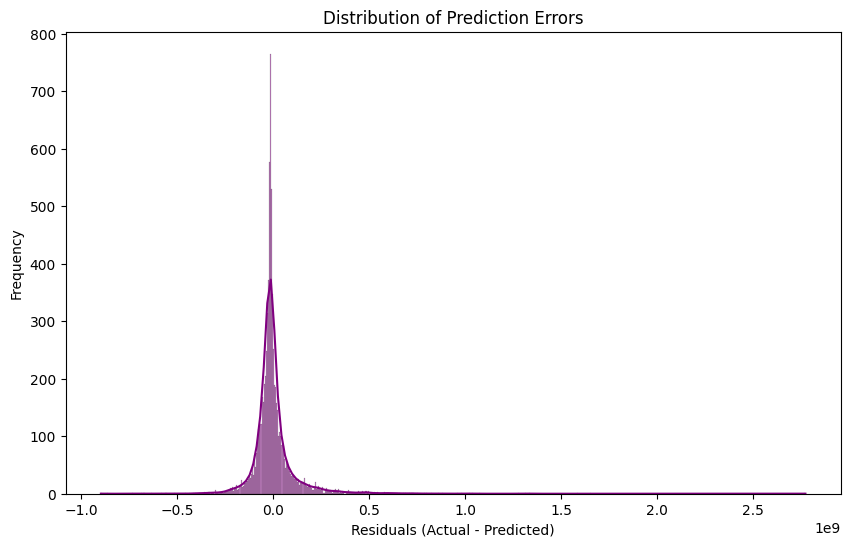 Distribution of Prediction Errors
800
700
600
500
400
300
200
100
0
Frequency
-1.0 -0.5 0.0 0.5 1.0 1.5 2.0 2.5
1e9
Residuals (Actual - Predicted)